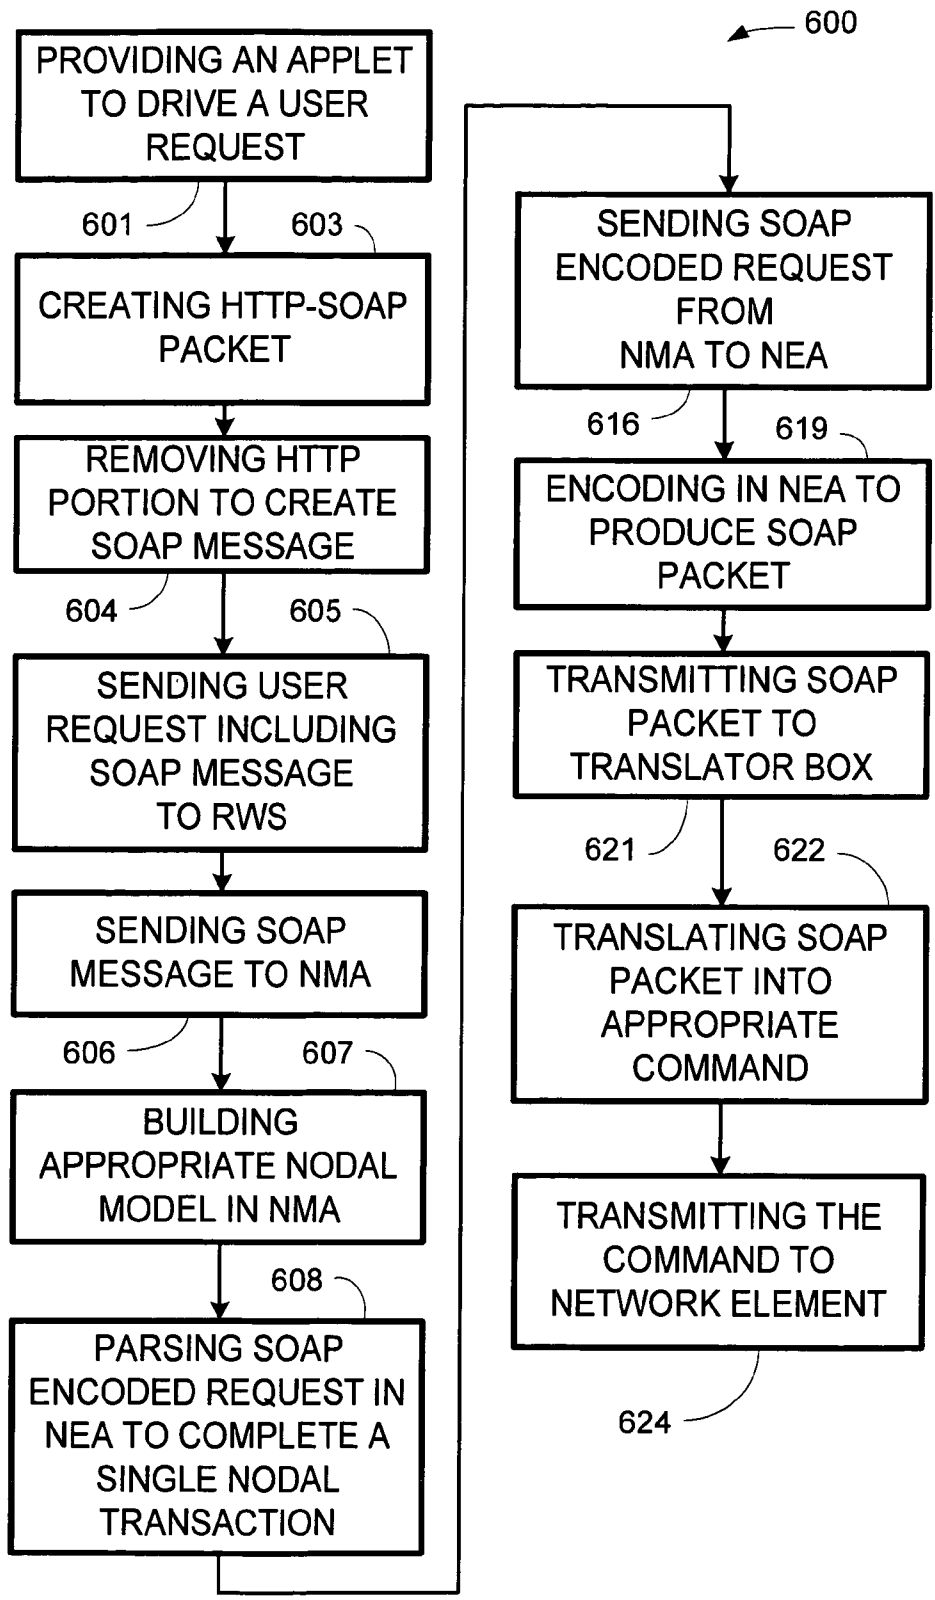 600
PROVIDING AN APPLET
TO DRIVE A USER
REQUEST
601
603
CREATING HTTP-SOAP
PACKET
REMOVING HTTP
PORTION TO CREATE
SOAP MESSAGE
604
605
SENDING USER
REQUEST INCLUDING
SOAP MESSAGE
TO RWS
SENDING SOAP
MESSAGE TO NMA
606
607
BUILDING
APPROPRIATE NODAL
MODEL IN NMA
608
PARSING SOAP
ENCODED REQUEST IN
NEA TO COMPLETE A
SINGLE NODAL
TRANSACTION
SENDING SOAP
ENCODED REQUEST
FROM
NMA TO NEA
616
619
ENCODING IN NEA TO
PRODUCE SOAP
PACKET
TRANSMITTING SOAP
PACKET TO
TRANSLATOR BOX
621
622
TRANSLATING SOAP
PACKET INTO
APPROPRIATE
COMMAND
TRANSMITTING THE
COMMAND TO
NETWORK ELEMENT
624